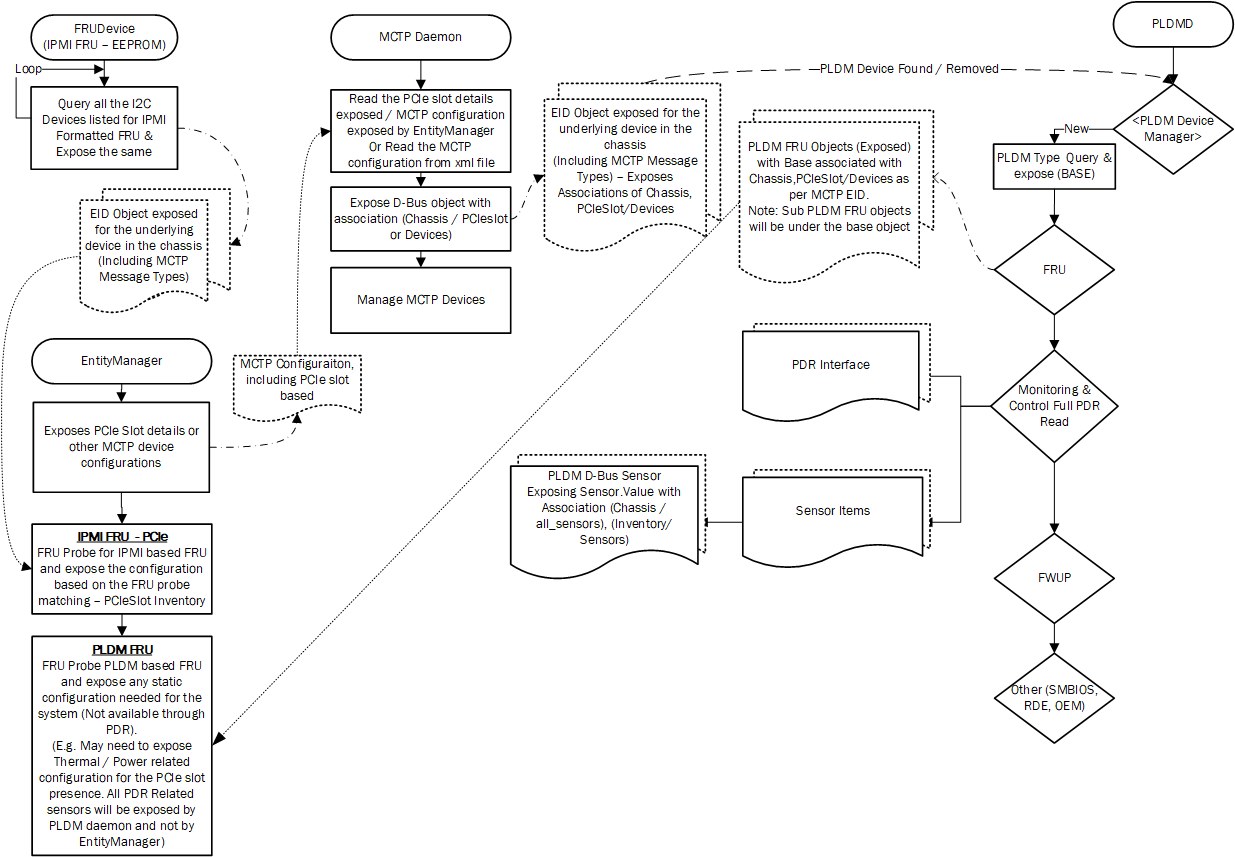 FRUDevice
(IPMI FRU – EEPROM)
Loop
Query all the I2C
Devices listed for IPMI
Formatted FRU &
Expose the same
EID Object exposed
for the underlying
device in the chassis
(Including MCTP
Message Types)
EntityManager
Exposes PCIe Slot details or
other MCTP device
configurations
IPMI FRU - PCIe
FRU Probe for IPMI based FRU
and expose the configuration
based on the FRU probe
matching – PCIeSlot Inventory
PLDM FRU
FRU Probe PLDM based FRU
and expose any static
configuration needed for the
system (Not available through
PDR).
(E.g. May need to expose
Thermal / Power related
configuration for the PCIe slot
presence. All PDR Related
sensors will be exposed by
PLDM daemon and not by
EntityManager)
MCTP Daemon
Read the PCIe slot details
exposed / MCTP configuration
exposed by EntityManager
Or Read the MCTP
configuration from xml file
Expose D-Bus object with
association (Chassis / PCIeslot
or Devices)
Manage MCTP Devices
MCTP Configuraiton,
including PCIe slot
based
EID Object exposed for the
underlying device in the
chassis
(Including MCTP Message
Types) – Exposes
Associations of Chassis,
PCIeSlot/Devices
PLDM Device Found / Removed
PLDM FRU Objects (Exposed)
with Base associated with
Chassis,PCIeSlot/Devices as
per MCTP EID.
Note: Sub PLDM FRU objects
will be under the base object
PDR Interface
Sensor Items
PLDM D-Bus Sensor
Exposing Sensor.Value with
Association (Chassis /
all_sensors), (Inventory/
Sensors)
PLDMD
<PLDM Device
Manager>
New
PLDM Type Query &
expose (BASE)
FRU
Monitoring &
Control Full PDR
Read
FWUP
Other (SMBIOS,
RDE, OEM)